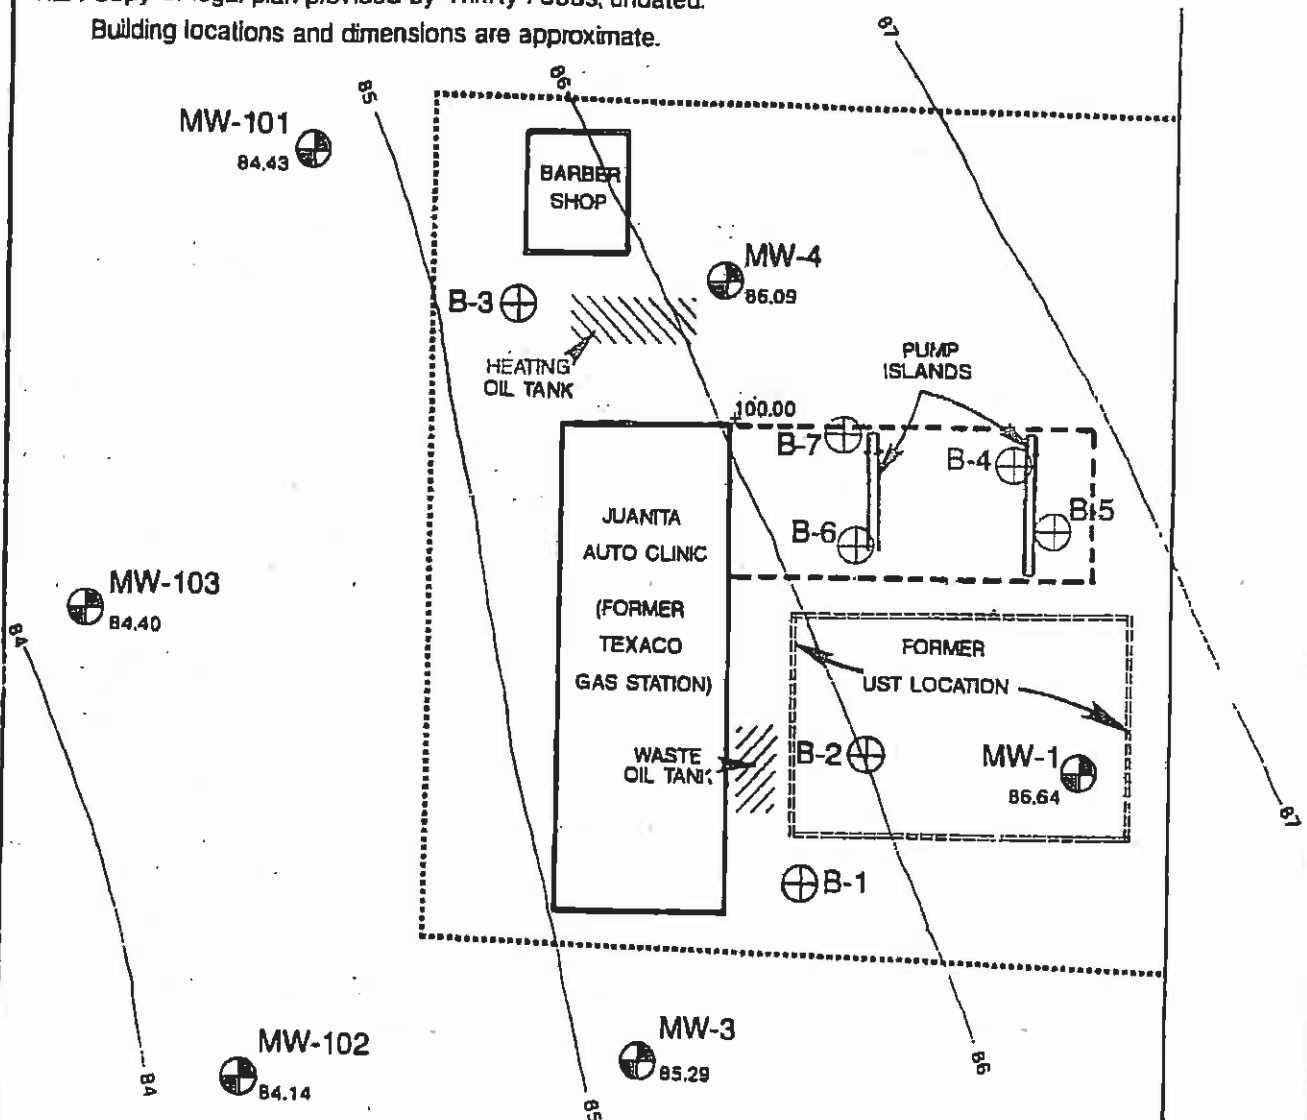 Building locations and dimensions are approximate.
87
86
85
MW-101
84.43
BARBER
SHOP
MW-4
86.09
B-3
HEATING
OIL TANK
PUMP
ISLANDS
100.00
B-7
B-4
B-5
B-6
JUANITA
AUTO CLINIC
(FORMER
TEXACO
GAS STATION)
MW-103
84.40
84
FORMER
UST LOCATION
WASTE
OIL TANK
B-2
MW-1
86.64
87
B-1
MW-102
84.14
84
MW-3
85.29
86
85